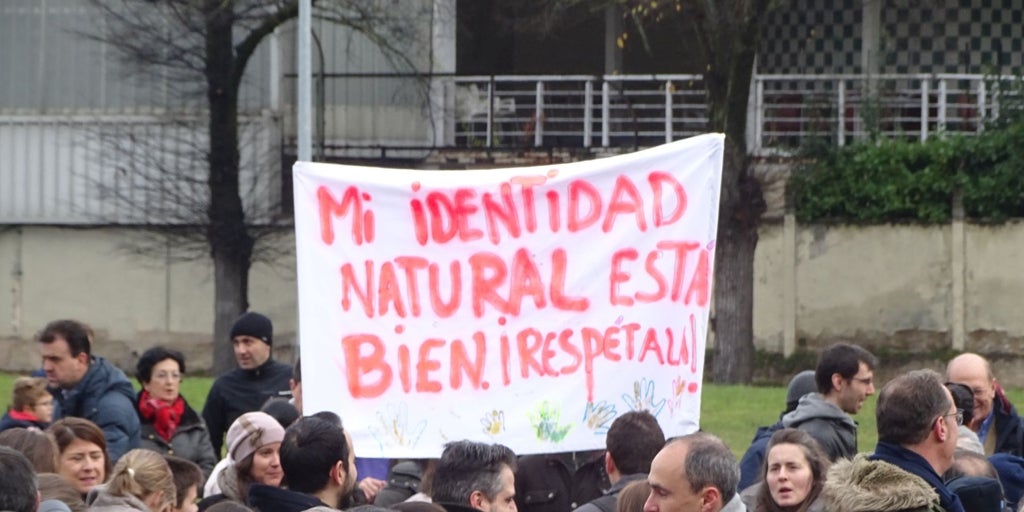 Mi iDENTiDAD
NATURAL ESTÁ
BiEN. ¡RESPÉTALA!